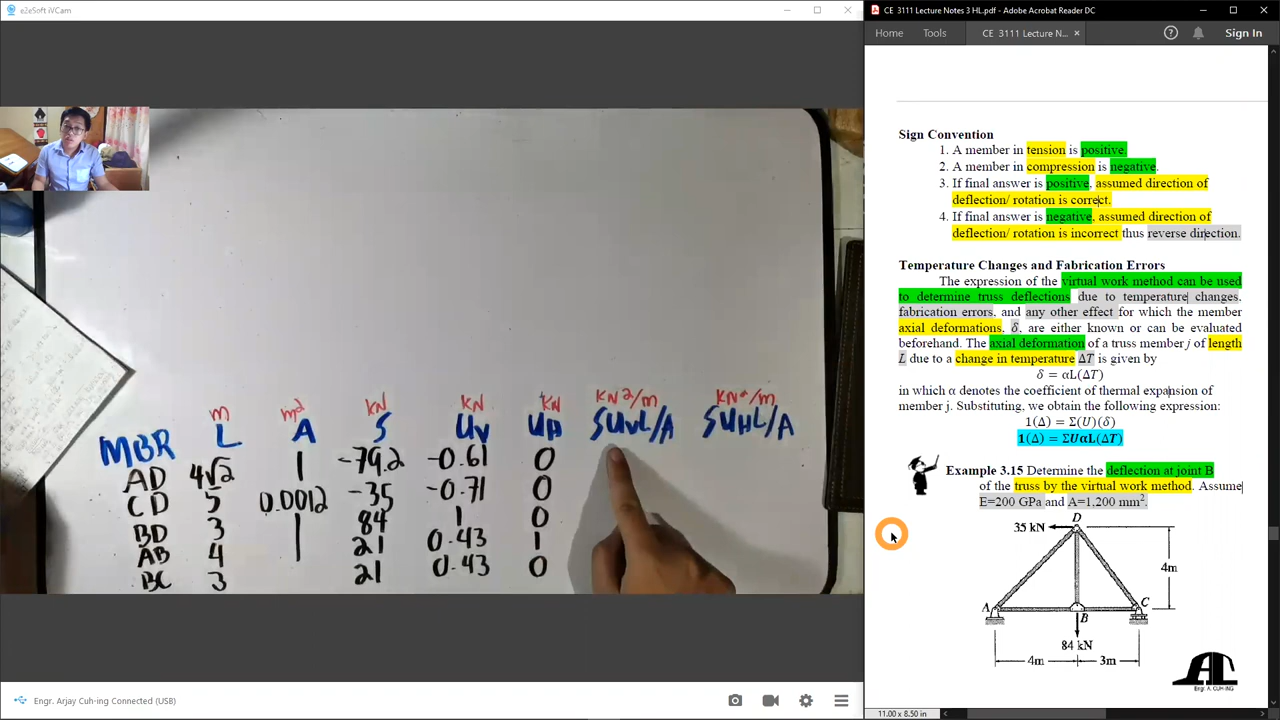 e2eSoft iVCam
m
m²
kN
kN
kN
kN²/m
kN²/m
MBR L A S Uv UH SUvL/A SUHL/A
AD 4√2 1 -79.2 -0.61 0
CD 5 0.0012 -35 -0.71 0
BD 3 1 84 1 0
AB 4 21 0.43 1
BC 3 21 0.43 0
Engr. Arjay Cuh-ing Connected (USB)
CE 3111 Lecture Notes 3 HL.pdf - Adobe Acrobat Reader DC
Home Tools CE 3111 Lecture N... × Sign In
Sign Convention
1. A member in tension is positive.
2. A member in compression is negative.
3. If final answer is positive, assumed direction of
deflection/ rotation is correct.
4. If final answer is negative, assumed direction of
deflection/ rotation is incorrect thus reverse direction.
Temperature Changes and Fabrication Errors
The expression of the virtual work method can be used
to determine truss deflections due to temperature changes,
fabrication errors, and any other effect for which the member
axial deformations, δ, are either known or can be evaluated
beforehand. The axial deformation of a truss member j of length
L due to a change in temperature ΔT is given by
δ = αL(ΔT)
in which α denotes the coefficient of thermal expansion of
member j. Substituting, we obtain the following expression:
1(Δ) = Σ(U)(δ)
1(Δ) = ΣUαL(ΔT)
Example 3.15 Determine the deflection at joint B
of the truss by the virtual work method. Assume
E=200 GPa and A=1,200 mm².
35 kN
D
4m
A
B
C
84 kN
4m
3m
Engr. A. CUH-ING
11.00 x 8.50 in